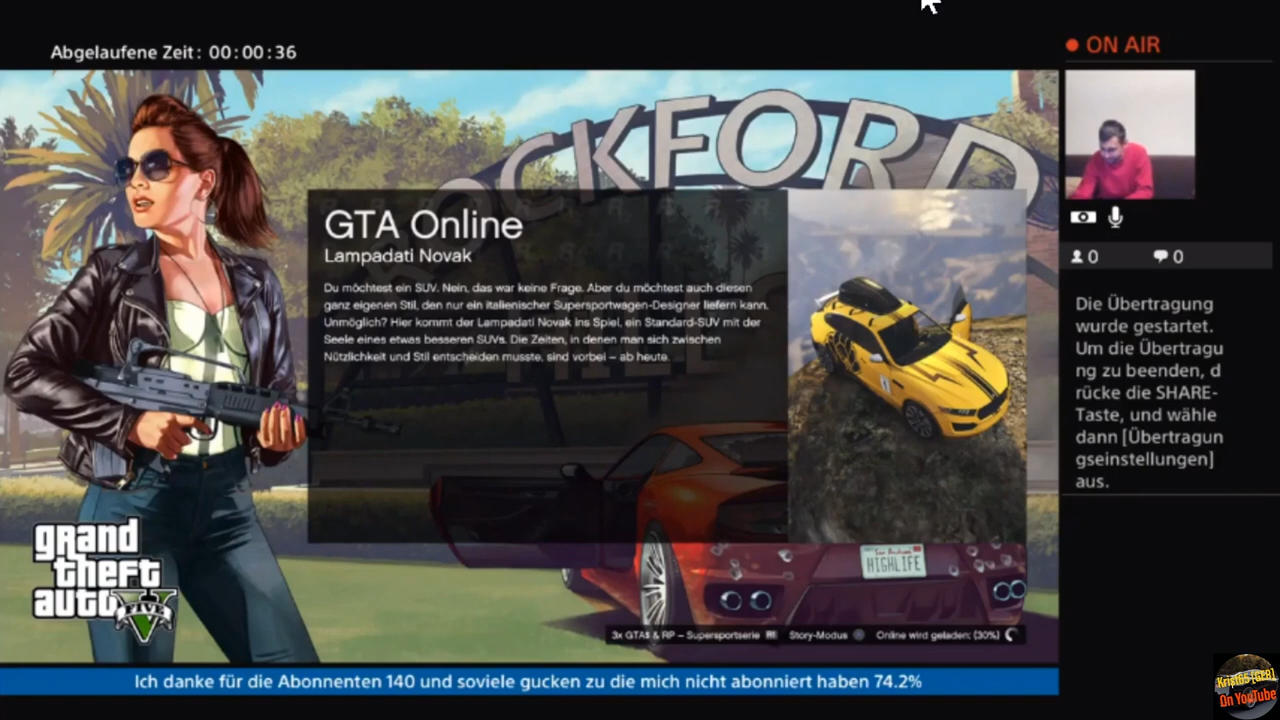 Abgelaufene Zeit: 00:00:36
ON AIR
ROCKFORD
GTA Online
Lampadati Novak
Du möchtest ein SUV. Nein, das war keine Frage. Aber du möchtest auch diesen
ganz eigenen Stil, den nur ein italienischer Supersportwagen-Designer liefern kann.
Unmöglich? Hier kommt der Lampadati Novak ins Spiel, ein Standard-SUV mit der
Seele eines etwas besseren SUVs. Die Zeiten, in denen man sich zwischen
Nützlichkeit und Stil entscheiden musste, sind vorbei – ab heute.
0
0
Die Übertragung
wurde gestartet.
Um die Übertragu
ng zu beenden, d
rücke die SHARE-
Taste, und wähle
dann [Übertragun
gseinstellungen]
aus.
grand
theft
auto
FIVE
San Andreas
HIGHLIFE
3x GTA$ & RP – Supersportserie
Story-Modus
Online wird geladen: (30%)
Ich danke für die Abonnenten 140 und soviele gucken zu die mich nicht abonniert haben 74.2%
On YouTube